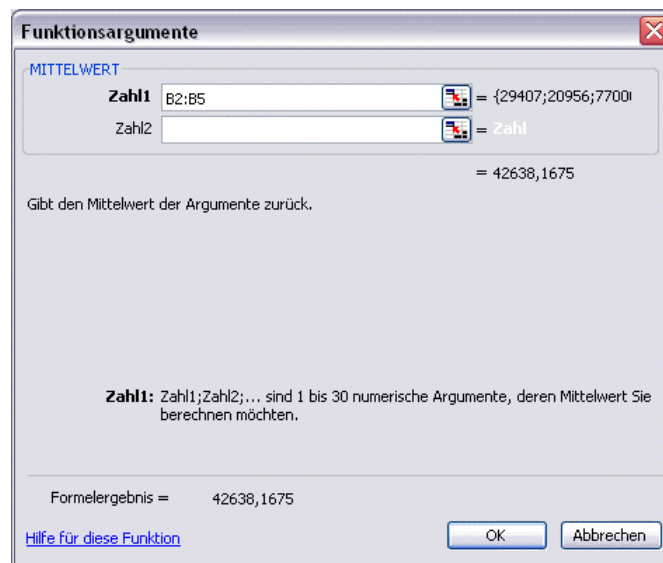 Funktionsargumente
MITTELWERT
Zahl1 B2:B5 = {29407;20956;7700
Zahl2 = Zahl
= 42638,1675
Gibt den Mittelwert der Argumente zurück.
Zahl1: Zahl1;Zahl2;... sind 1 bis 30 numerische Argumente, deren Mittelwert Sie
berechnen möchten.
Formelergebnis = 42638,1675
Hilfe für diese Funktion OK Abbrechen